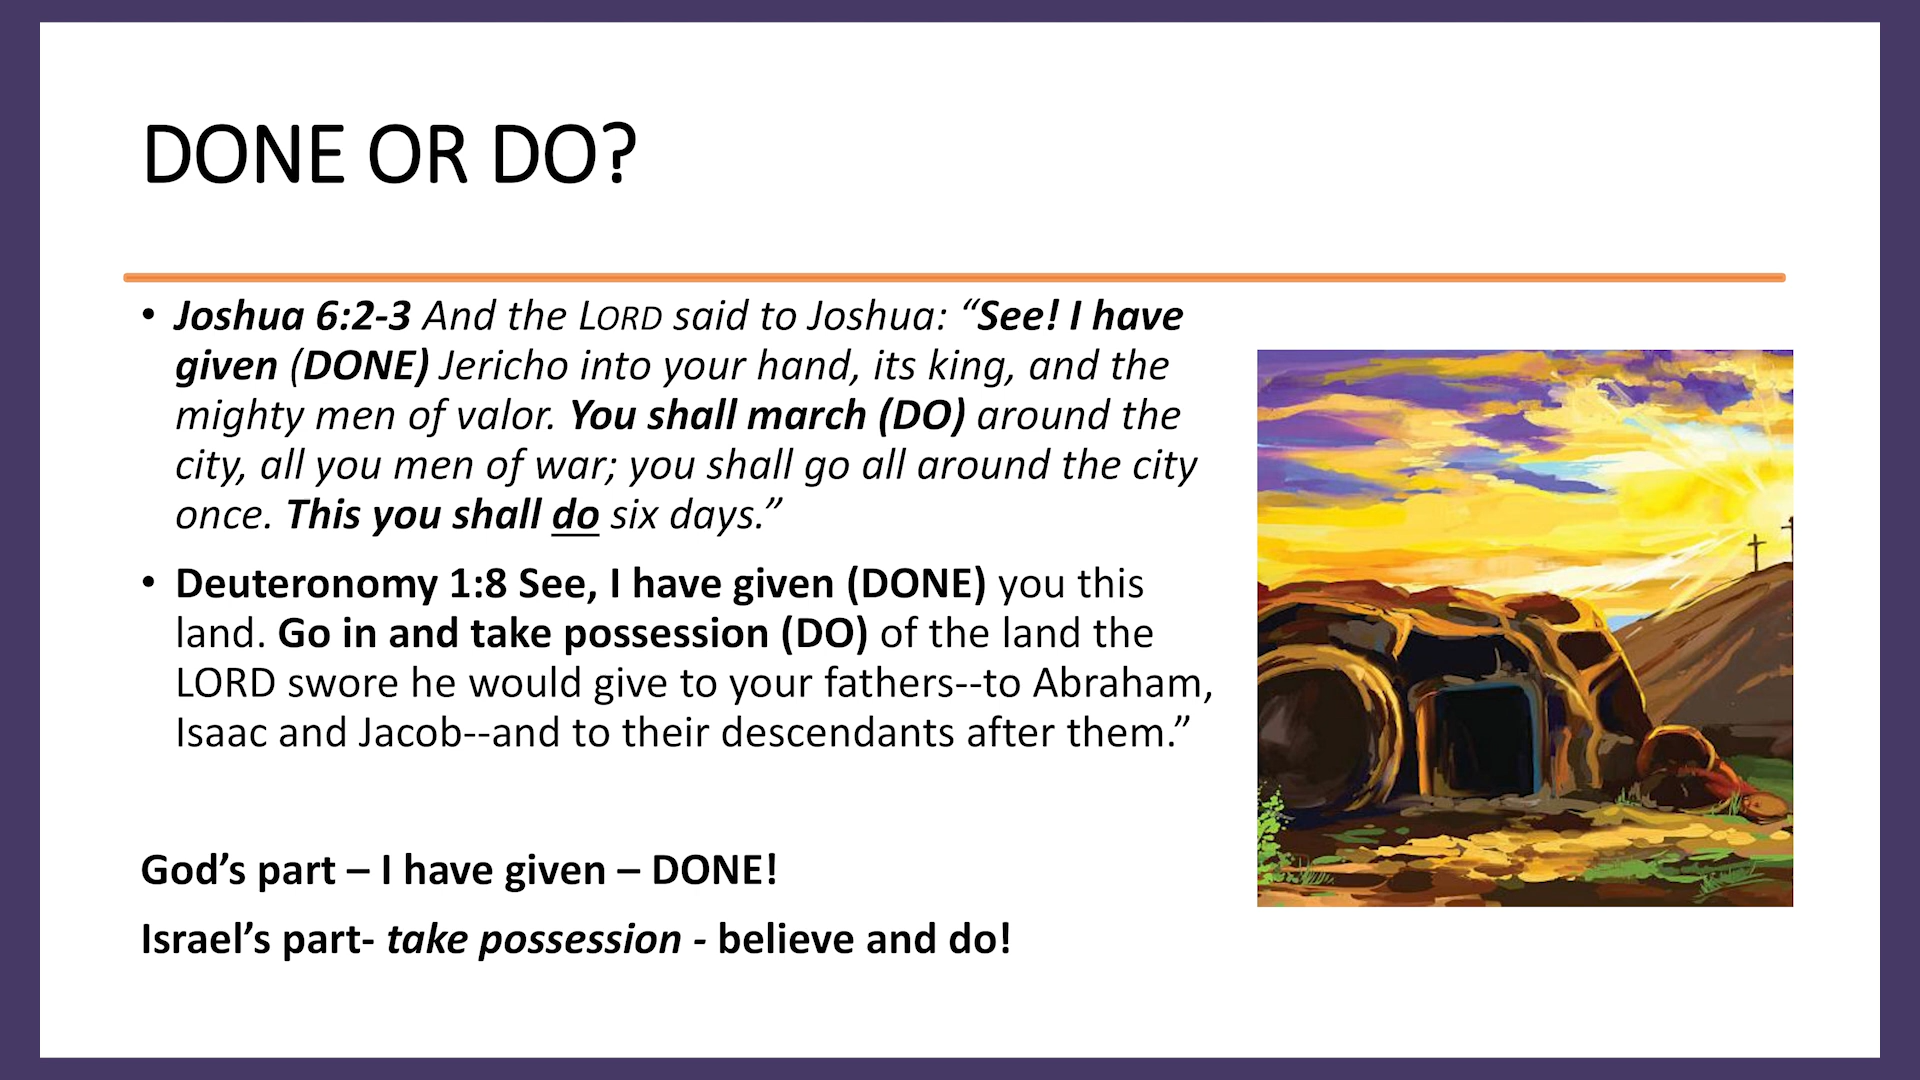 DONE OR DO?
• Joshua 6:2-3 And the LORD said to Joshua: “See! I have
given (DONE) Jericho into your hand, its king, and the
mighty men of valor. You shall march (DO) around the
city, all you men of war; you shall go all around the city
once. This you shall do six days.”
• Deuteronomy 1:8 See, I have given (DONE) you this
land. Go in and take possession (DO) of the land the
LORD swore he would give to your fathers--to Abraham,
Isaac and Jacob--and to their descendants after them.”
God’s part – I have given – DONE!
Israel’s part- take possession - believe and do!